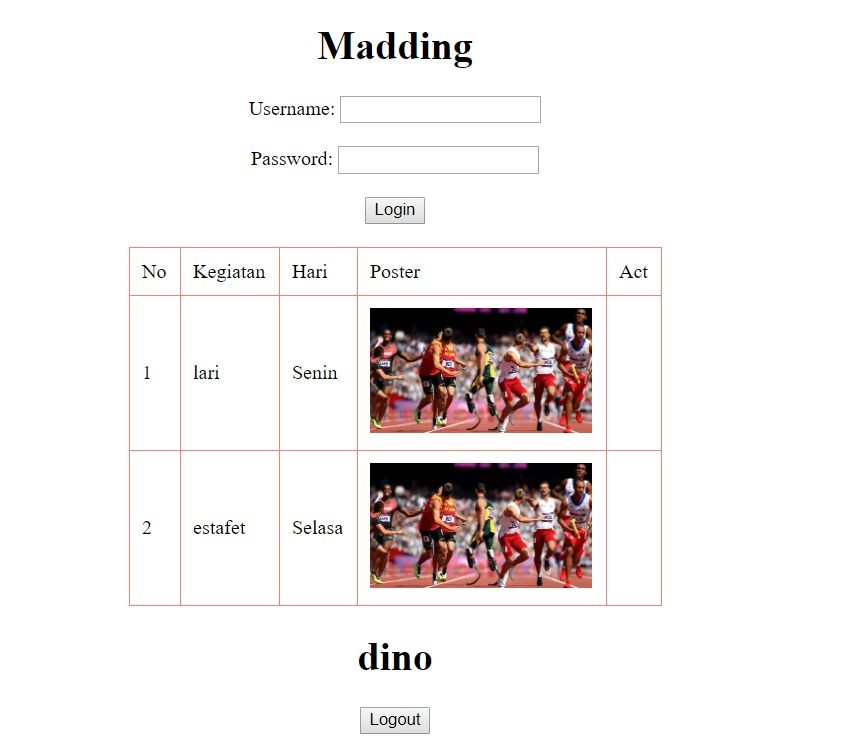 Madding
Username:
Password:
Login
No Kegiatan Hari Poster Act
1 lari Senin
2 estafet Selasa
dino
Logout